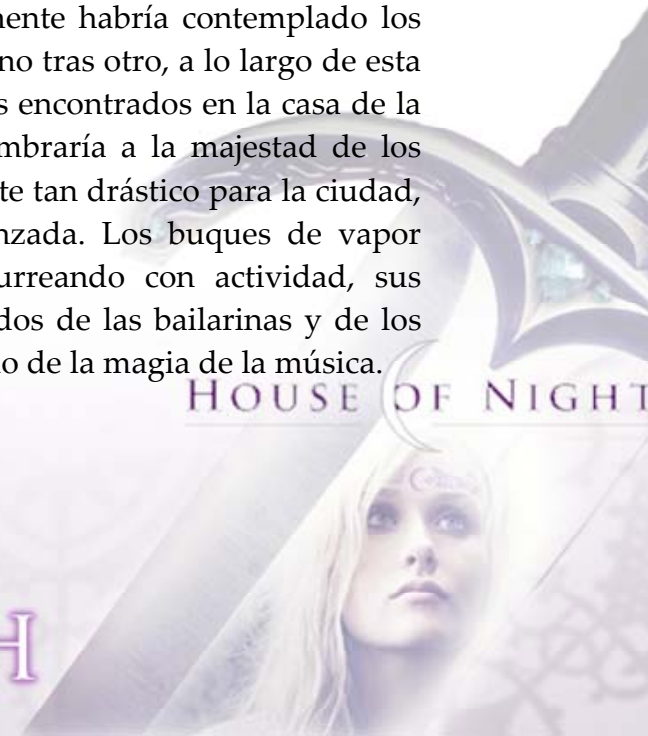 nente habría contemplado los
no tras otro, a lo largo de esta
s encontrados en la casa de la
mbraría a la majestad de los
te tan drástico para la ciudad,
nzada. Los buques de vapor
urreando con actividad, sus
dos de las bailarinas y de los
o de la magia de la música.
HOUSE OF NIGHT
H